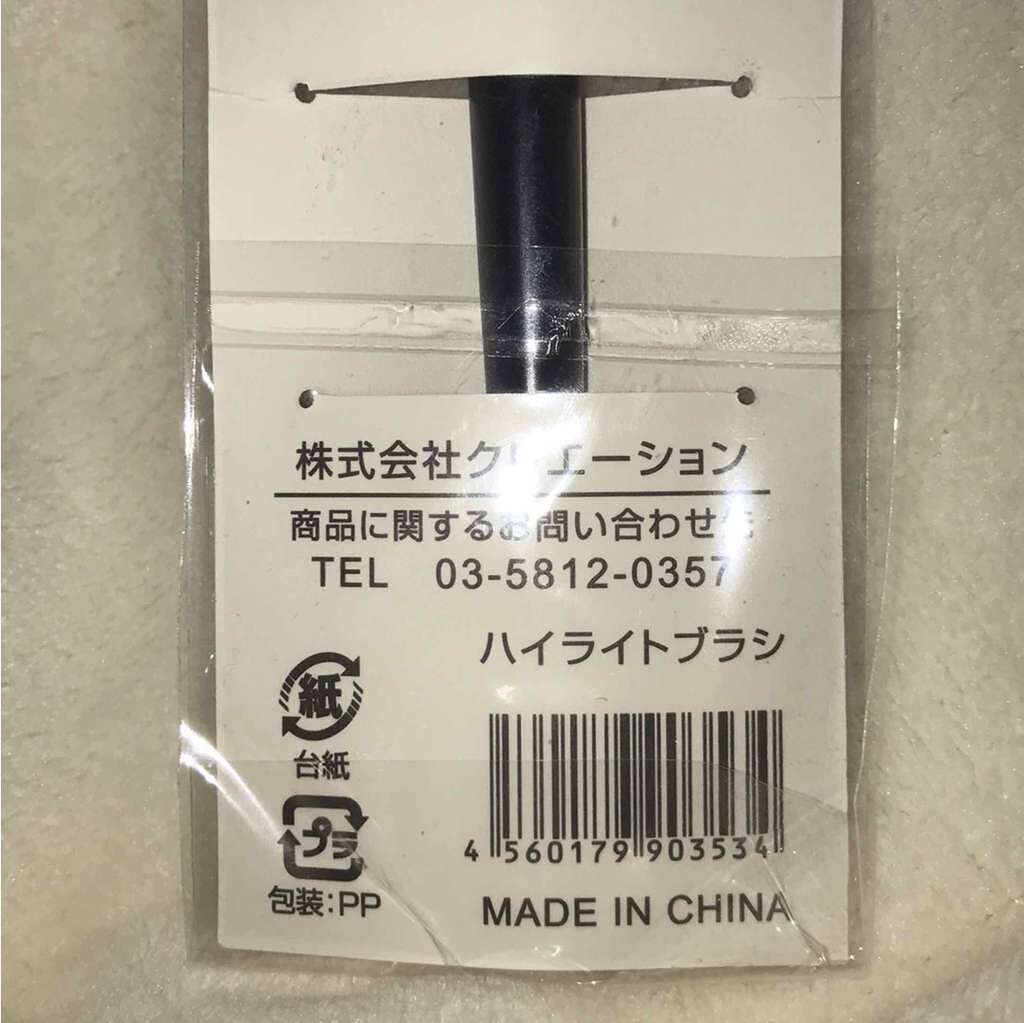 株式会社クリエーション
商品に関するお問い合わせ先
TEL 03-5812-0357
ハイライトブラシ
紙
台紙
プラ
包装:PP
4 560179 903534
MADE IN CHINA